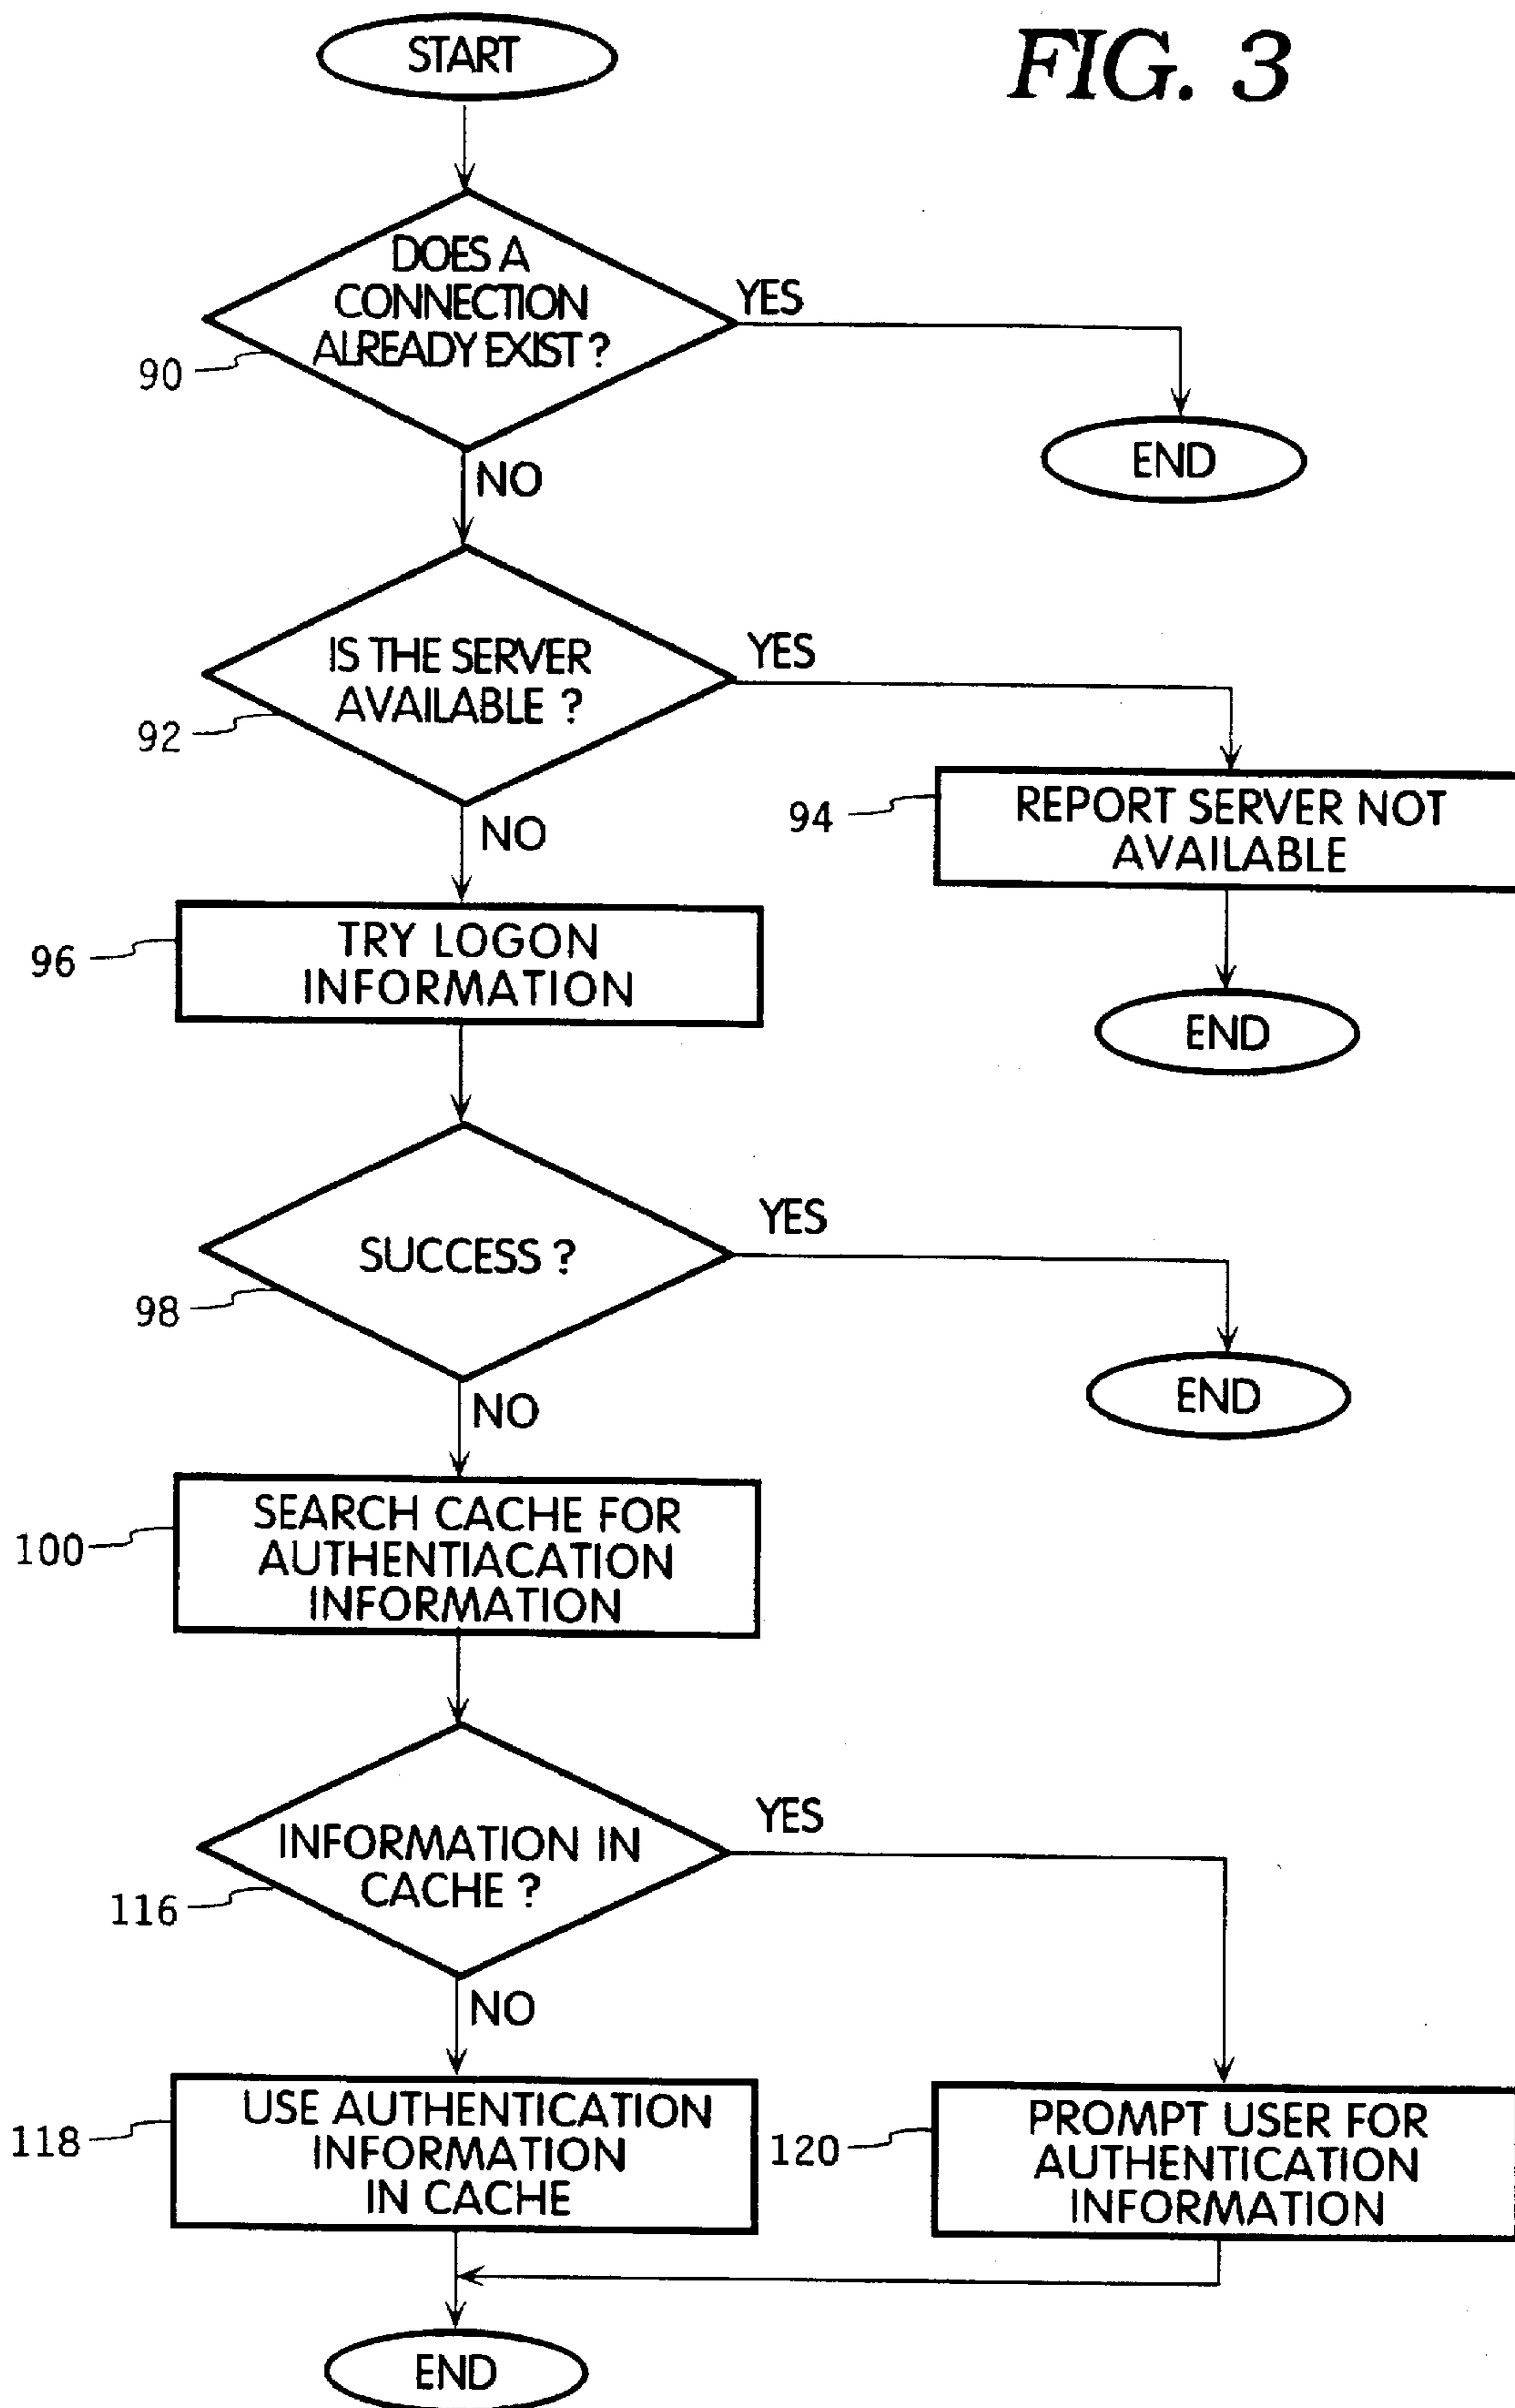 FIG. 3
START
DOES A
CONNECTION
ALREADY EXIST ?
YES
90
END
NO
IS THE SERVER
AVAILABLE ?
YES
92
REPORT SERVER NOT
AVAILABLE
94
NO
TRY LOGON
INFORMATION
96
END
SUCCESS ?
YES
98
END
NO
SEARCH CACHE FOR
AUTHENTIACATION
INFORMATION
100
INFORMATION IN
CACHE ?
YES
116
NO
USE AUTHENTICATION
INFORMATION
IN CACHE
118
PROMPT USER FOR
AUTHENTICATION
INFORMATION
120
END